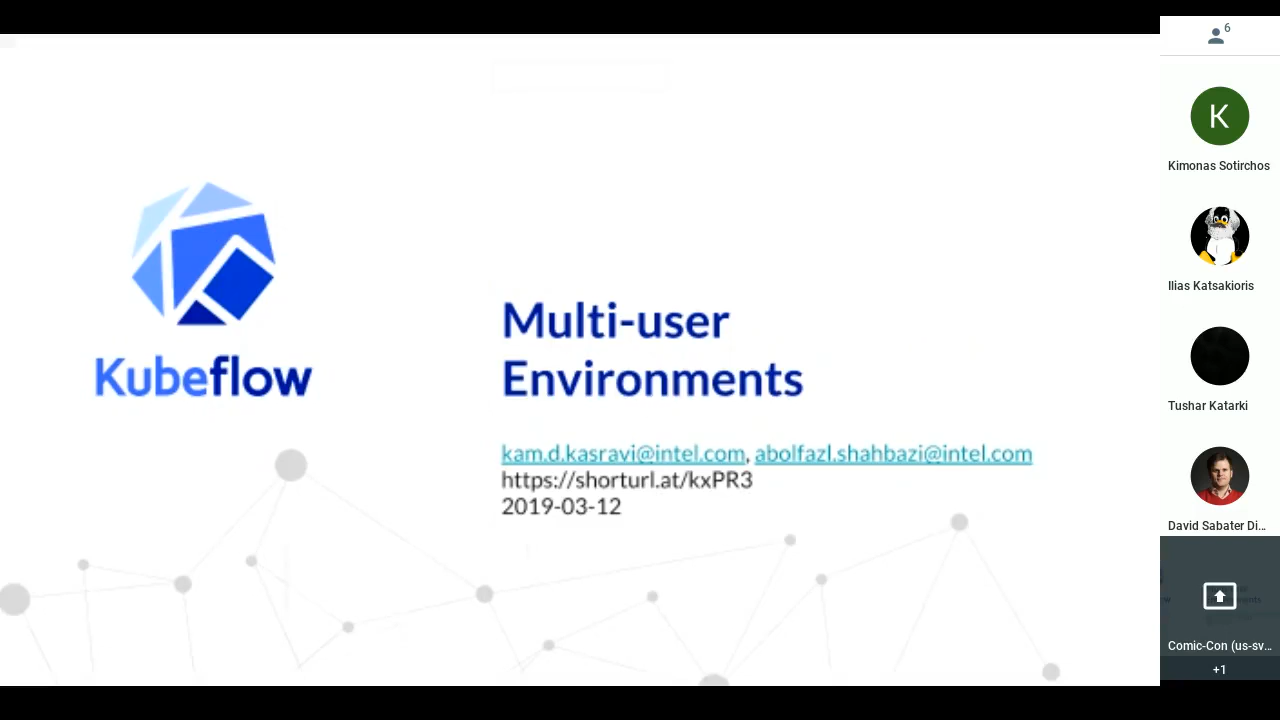 6
K
Kimonas Sotirchos
Ilias Katsakioris
Tushar Katarki
David Sabater Di...
Comic-Con (us-sv...
+1
Kubeflow
Multi-user
Environments
kam.d.kasravi@intel.com, abolfazl.shahbazi@intel.com
https://shorturl.at/kxPR3
2019-03-12